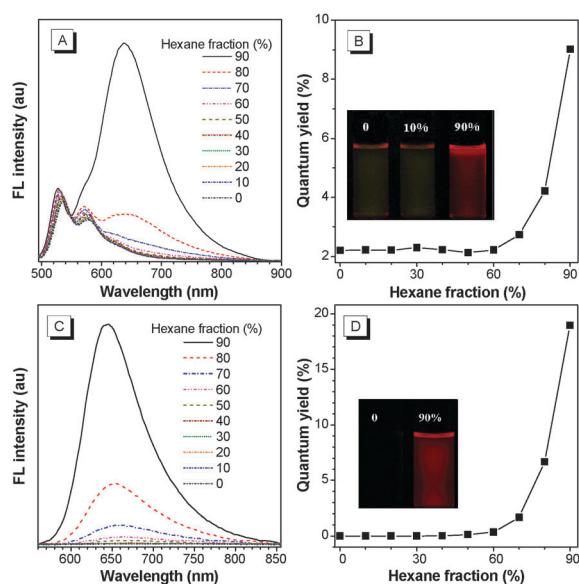 A
Hexane fraction (%)
90
80
70
60
50
40
30
20
10
0
FL intensity (au)
500 600 700 800 900
Wavelength (nm)
B
10
8
6
4
2
Quantum yield (%)
0 10% 90%
0 30 60 90
Hexane fraction (%)
C
Hexane fraction (%)
90
80
70
60
50
40
30
20
10
0
FL intensity (au)
600 650 700 750 800 850
Wavelength (nm)
D
20
15
10
5
0
Quantum yield (%)
0 90%
0 30 60 90
Hexane fraction (%)